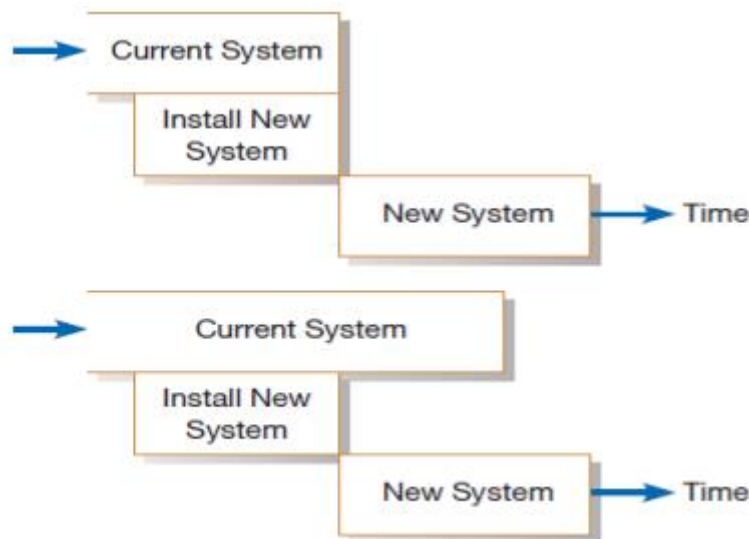 Current System
Install New
System
New System
Time
Current System
Install New
System
New System
Time